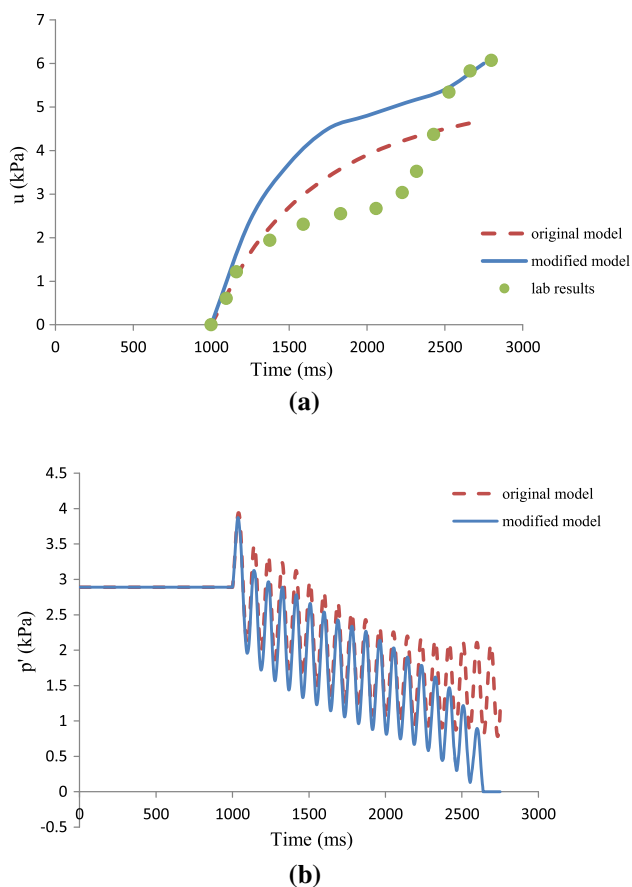 7
6
5
4
3
2
1
0
u (kPa)
original model
modified model
lab results
0 500 1000 1500 2000 2500 3000
Time (ms)
(a)
4.5
4
3.5
3
2.5
2
1.5
1
0.5
0
-0.5
p' (kPa)
original model
modified model
0 500 1000 1500 2000 2500 3000
Time (ms)
(b)